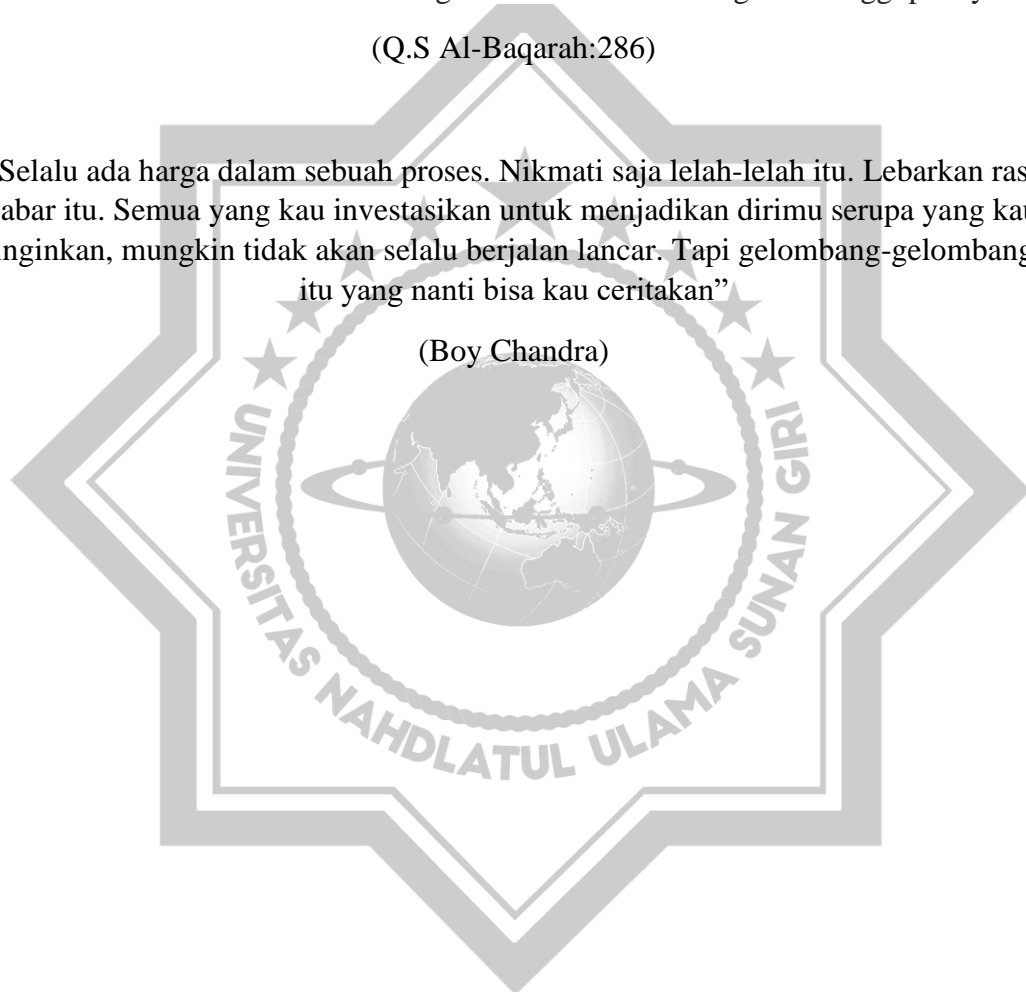 (Q.S Al-Baqarah:286)
Selalu ada harga dalam sebuah proses. Nikmati saja lelah-lelah itu. Lebarkan ras
abar itu. Semua yang kau investasikan untuk menjadikan dirimu serupa yang kau
nginkan, mungkin tidak akan selalu berjalan lancar. Tapi gelombang-gelombang
itu yang nanti bisa kau ceritakan”
(Boy Chandra)
UNIVERSITAS NAHDLATUL ULAMA SUNAN GIRI